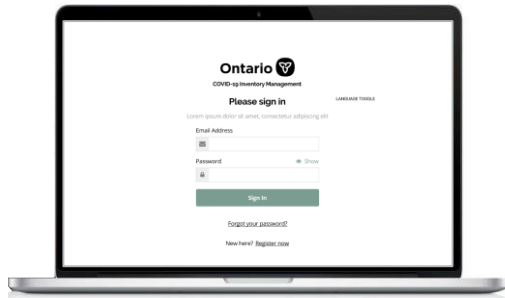 Ontario
COVID-19 Inventory Management
Please sign in
LANGUAGE TOGGLE
Lorem ipsum dolor sit amet, consectetur adipiscing elit
Email Address
Password
Show
Sign In
Forgot your password?
New here? Register now